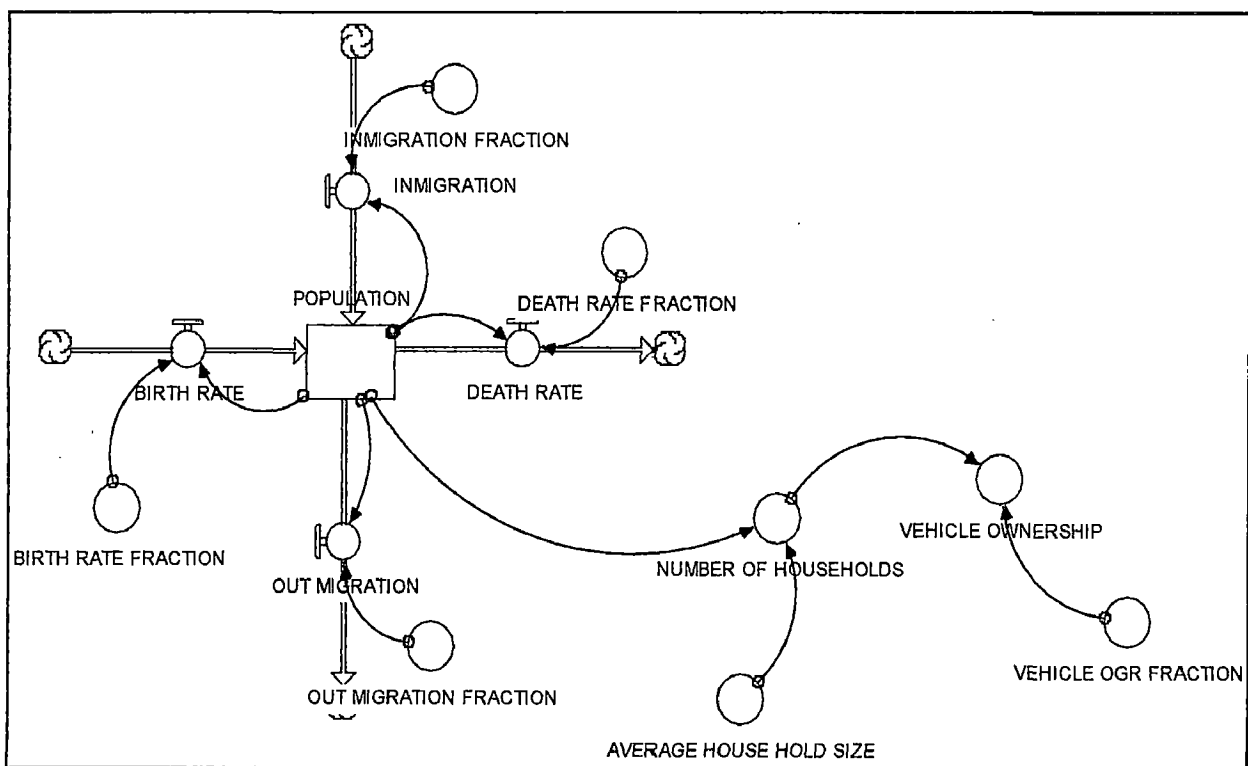 INMIGRATION FRACTION
INMIGRATION
POPULATION
DEATH RATE FRACTION
BIRTH RATE
DEATH RATE
BIRTH RATE FRACTION
VEHICLE OWNERSHIP
NUMBER OF HOUSEHOLDS
OUT MIGRATION
VEHICLE OGR FRACTION
OUT MIGRATION FRACTION
AVERAGE HOUSE HOLD SIZE